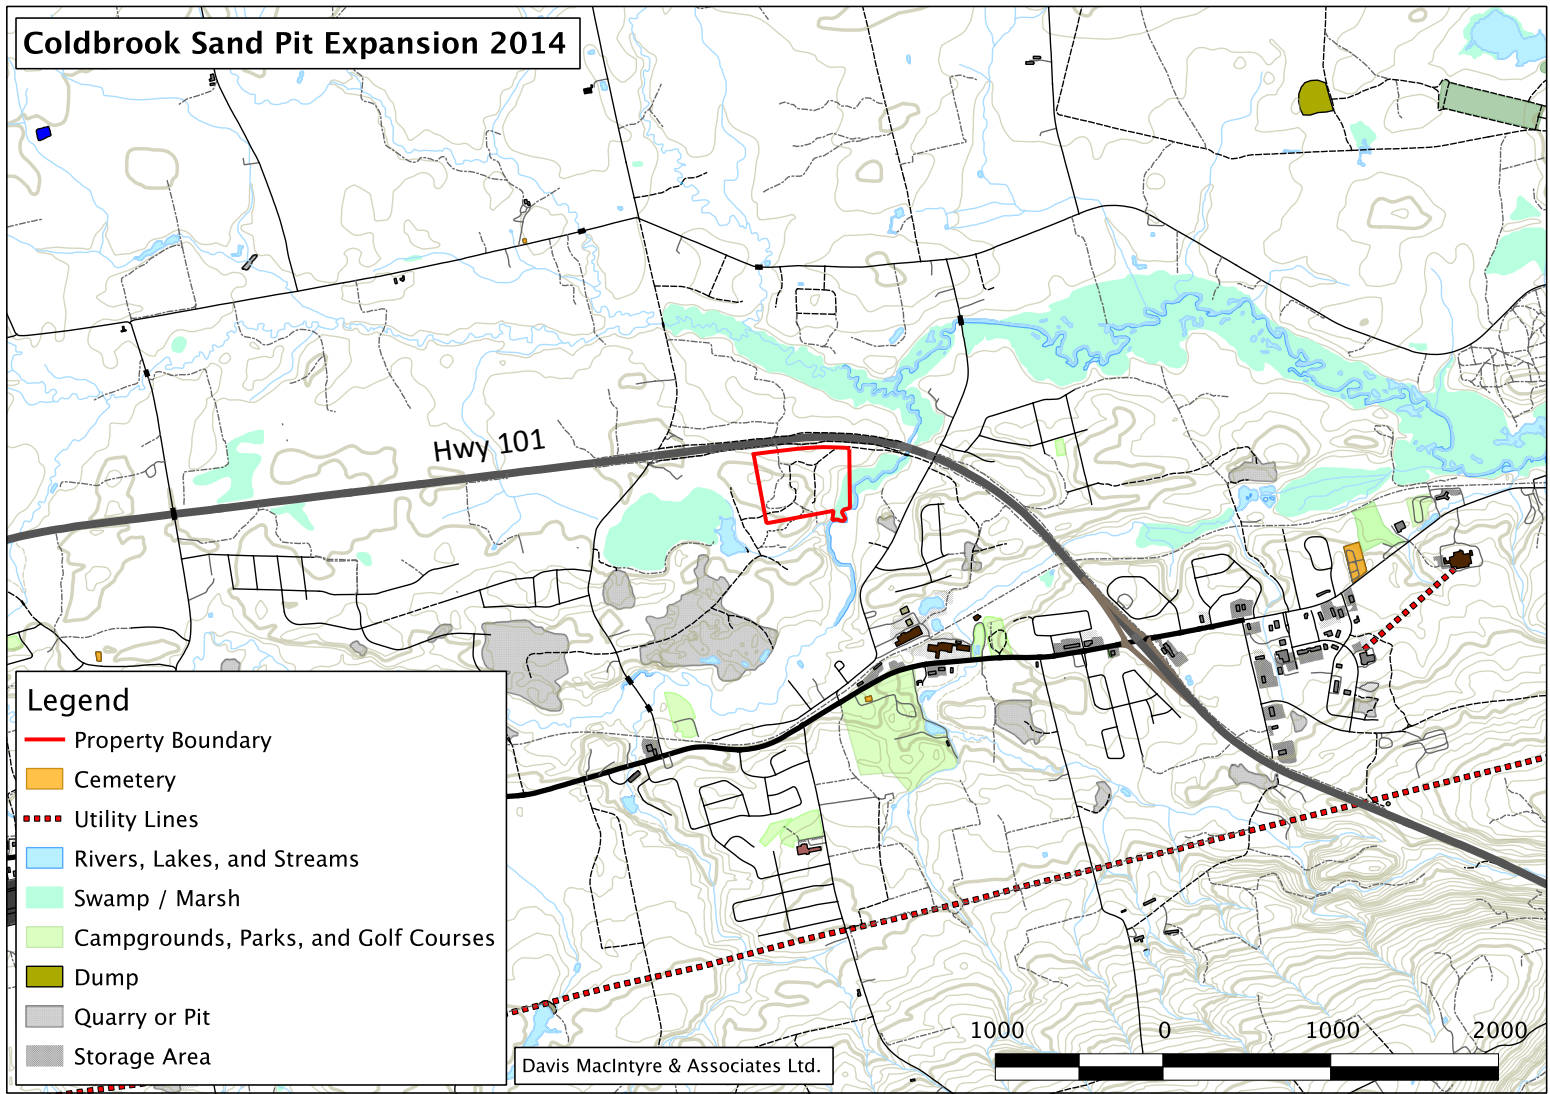 Coldbrook Sand Pit Expansion 2014
Hwy 101
Legend
Property Boundary
Cemetery
Utility Lines
Rivers, Lakes, and Streams
Swamp / Marsh
Campgrounds, Parks, and Golf Courses
Dump
Quarry or Pit
Storage Area
Davis MacIntyre & Associates Ltd.
1000 0 1000 2000